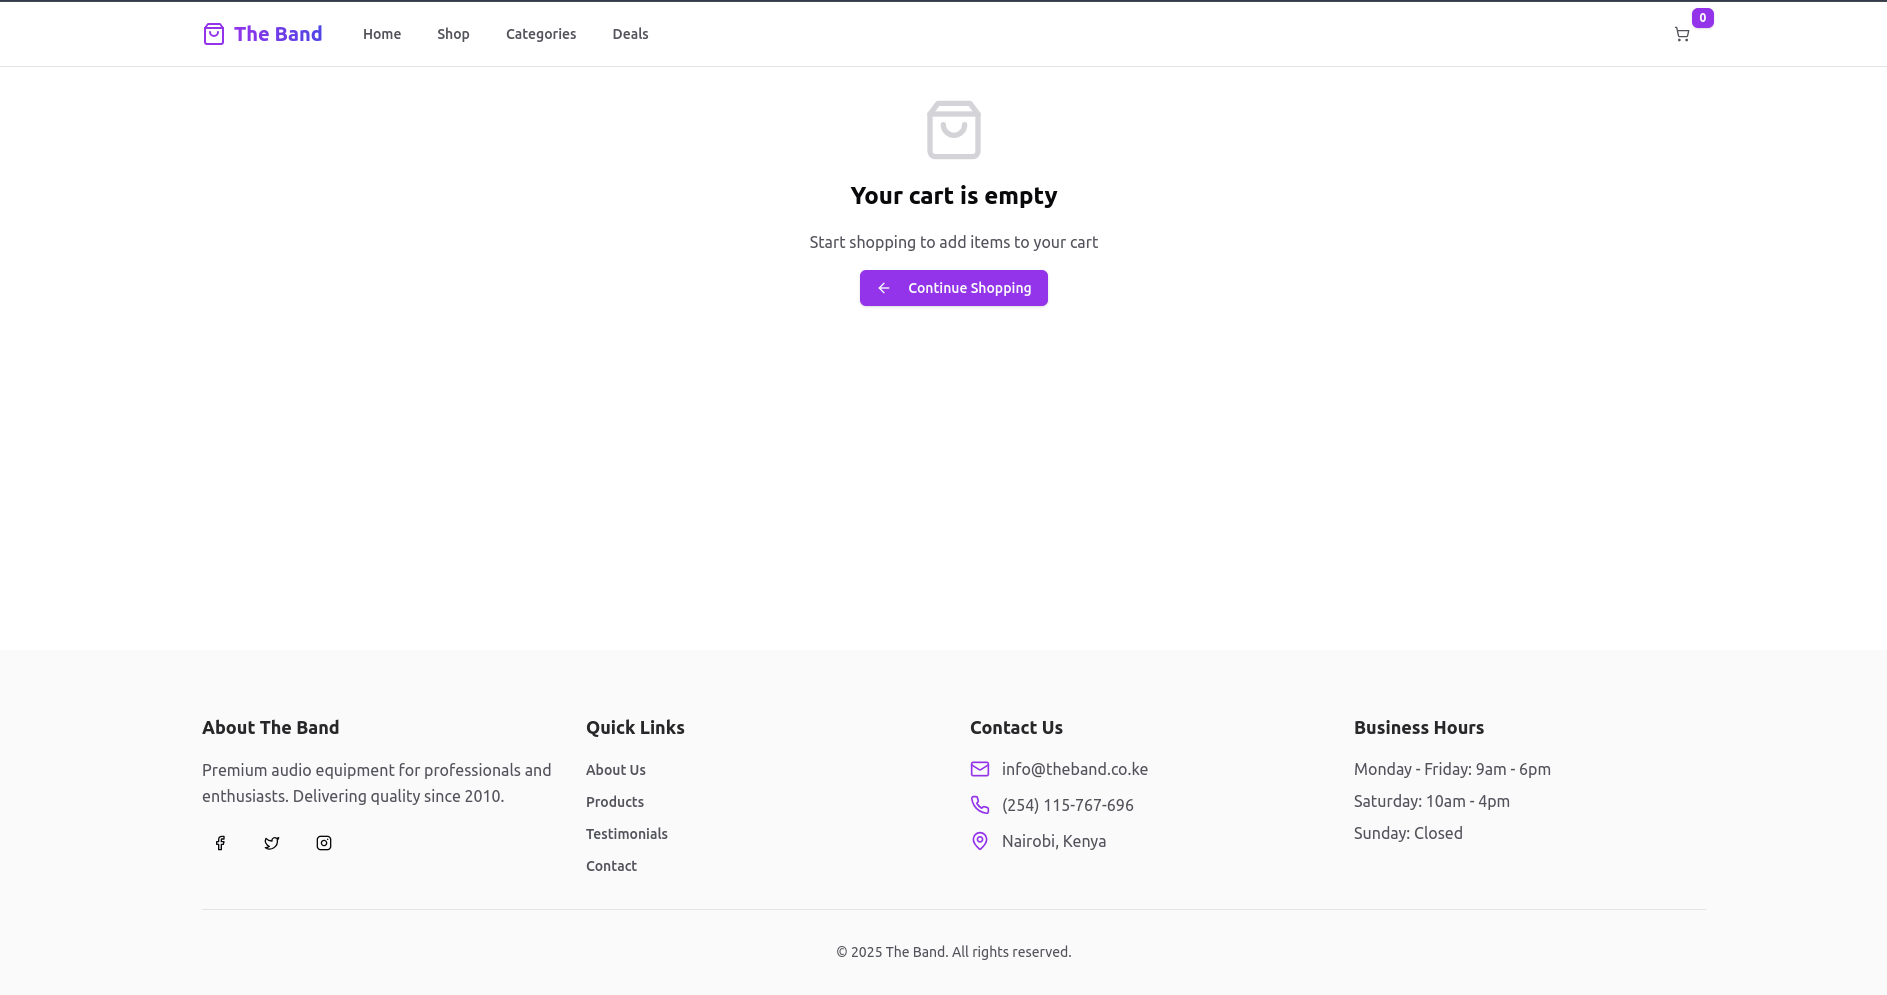 The Band
Home
Shop
Categories
Deals
0
Your cart is empty
Start shopping to add items to your cart
Continue Shopping
About The Band
Premium audio equipment for professionals and
enthusiasts. Delivering quality since 2010.
Quick Links
About Us
Products
Testimonials
Contact
Contact Us
info@theband.co.ke
(254) 115-767-696
Nairobi, Kenya
Business Hours
Monday - Friday: 9am - 6pm
Saturday: 10am - 4pm
Sunday: Closed
© 2025 The Band. All rights reserved.